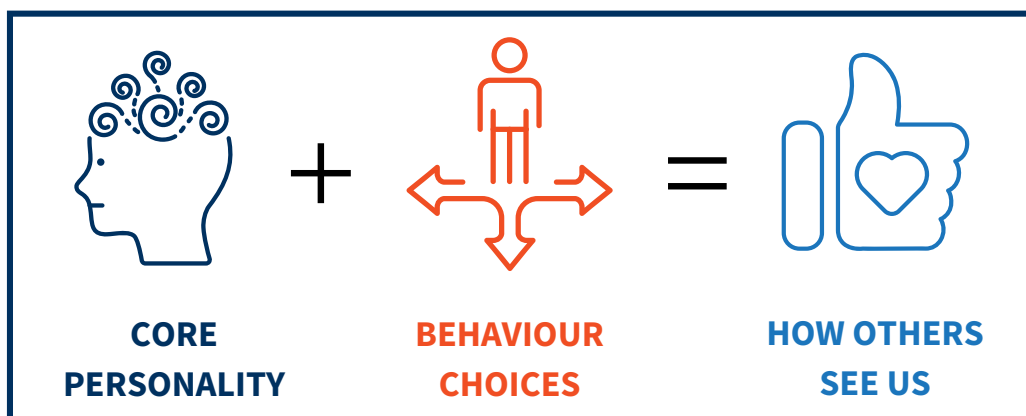 CORE
PERSONALITY
+
BEHAVIOUR
CHOICES
=
HOW OTHERS
SEE US